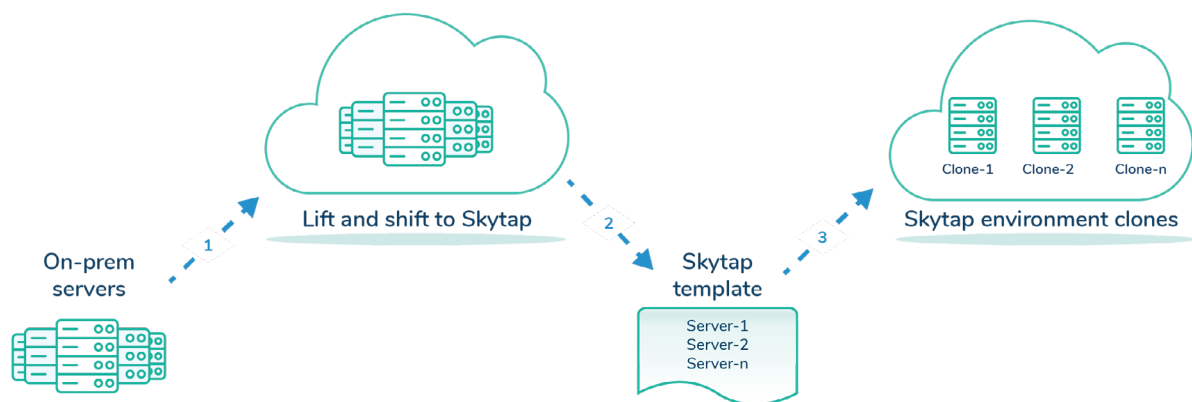 On-prem
servers
1
Lift and shift to Skytap
2
Skytap
template
Server-1
Server-2
Server-n
3
Clone-1
Clone-2
Clone-n
Skytap environment clones